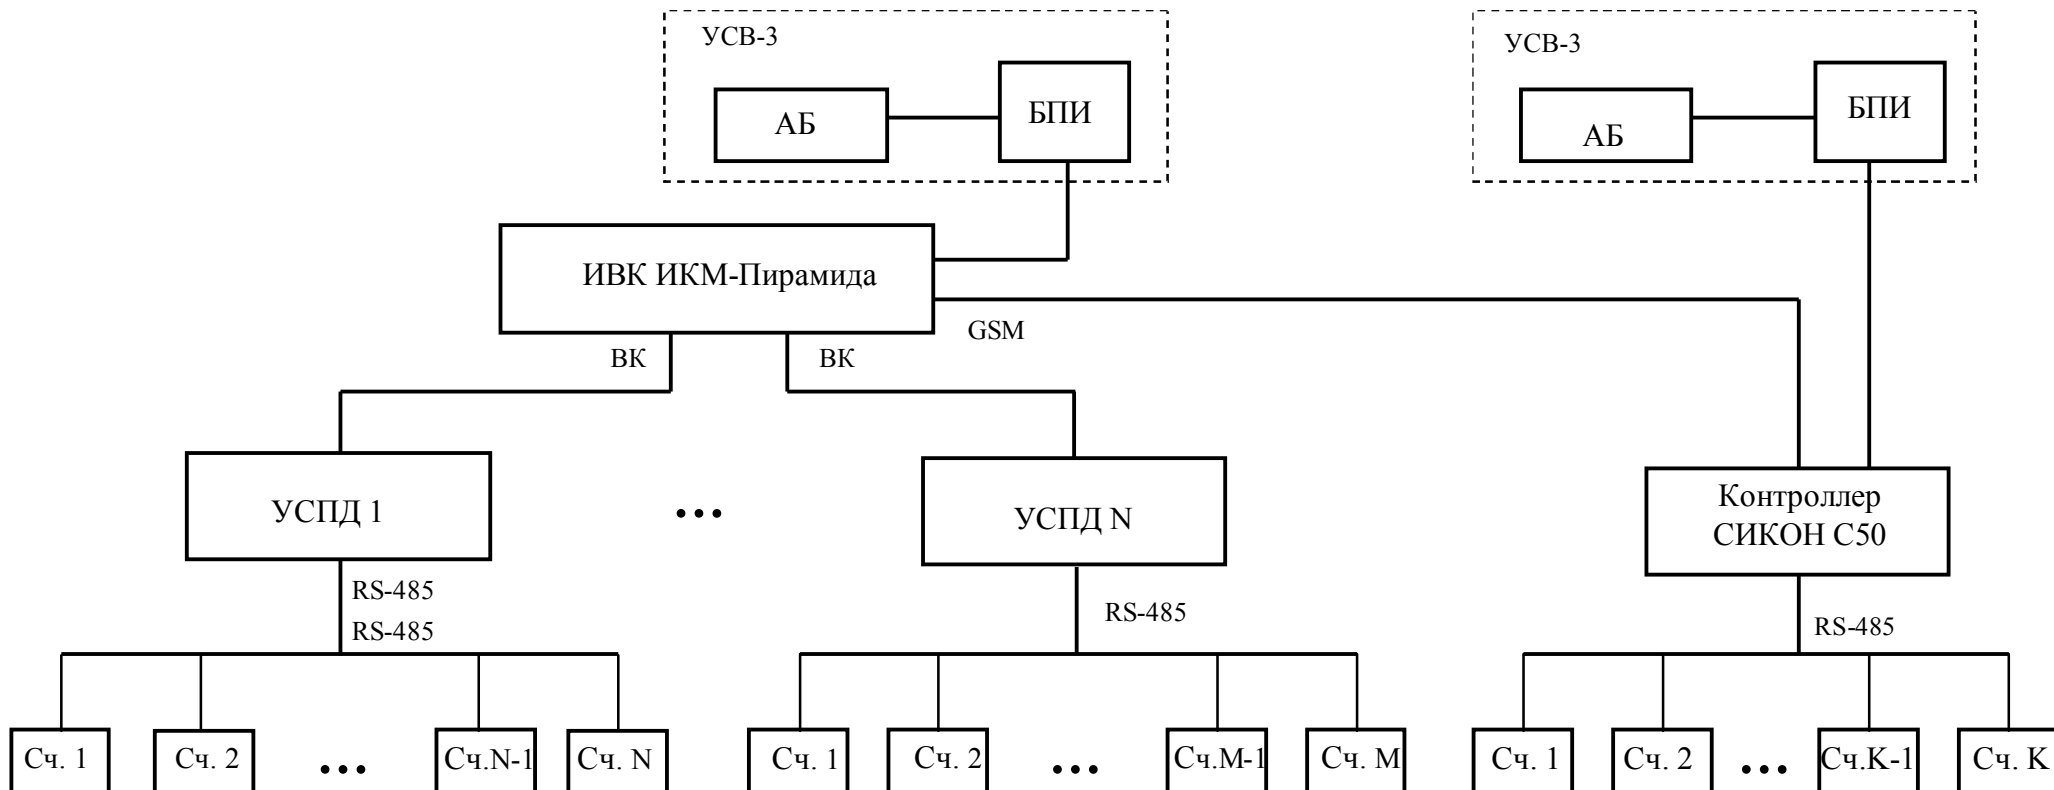 УСВ-3
УСВ-3
АБ
БПИ
АБ
БПИ
ИВК ИКМ-Пирамида
GSM
ВК
ВК
УСПД 1
...
УСПД N
Контроллер
СИКОН С50
RS-485
RS-485
RS-485
RS-485
Сч. 1
Сч. 2
...
Сч.N-1
Сч. N
Сч. 1
Сч. 2
...
Сч.M-1
Сч. M
Сч. 1
Сч. 2
...
Сч.K-1
Сч. K